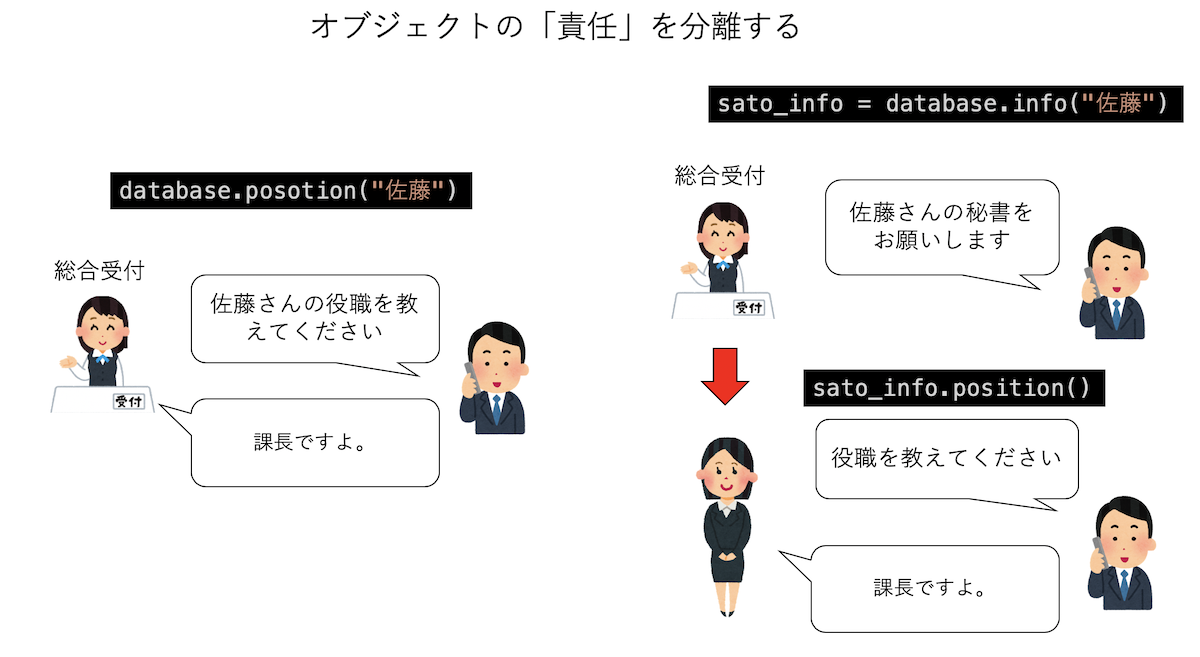 オブジェクトの「責任」を分離する
database.posotion("佐藤")
総合受付
佐藤さんの役職を教
えてください
受付
課長ですよ。
sato_info = database.info("佐藤")
総合受付
佐藤さんの秘書を
お願いします
受付
sato_info.position()
役職を教えてください
課長ですよ。